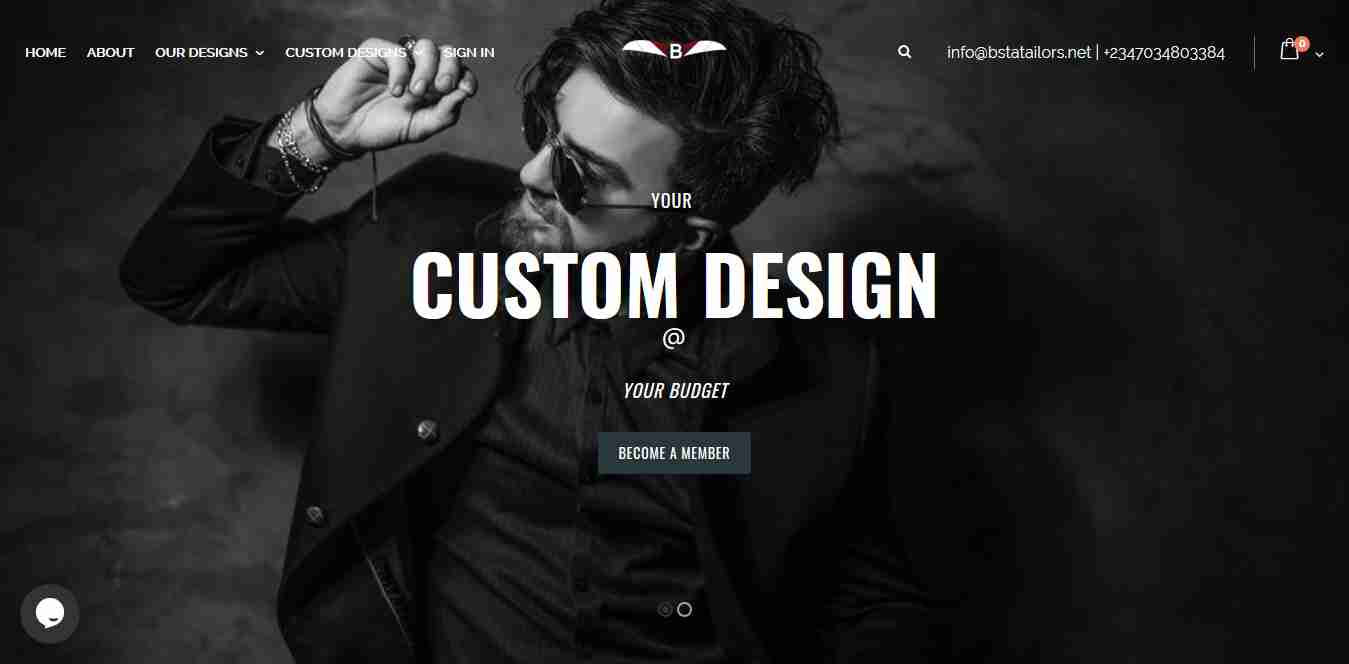 HOME ABOUT OUR DESIGNS CUSTOM DESIGNS SIGN IN B info@bstatailors.net | +2347034803384 0
YOUR
CUSTOM DESIGN
@
YOUR BUDGET
BECOME A MEMBER